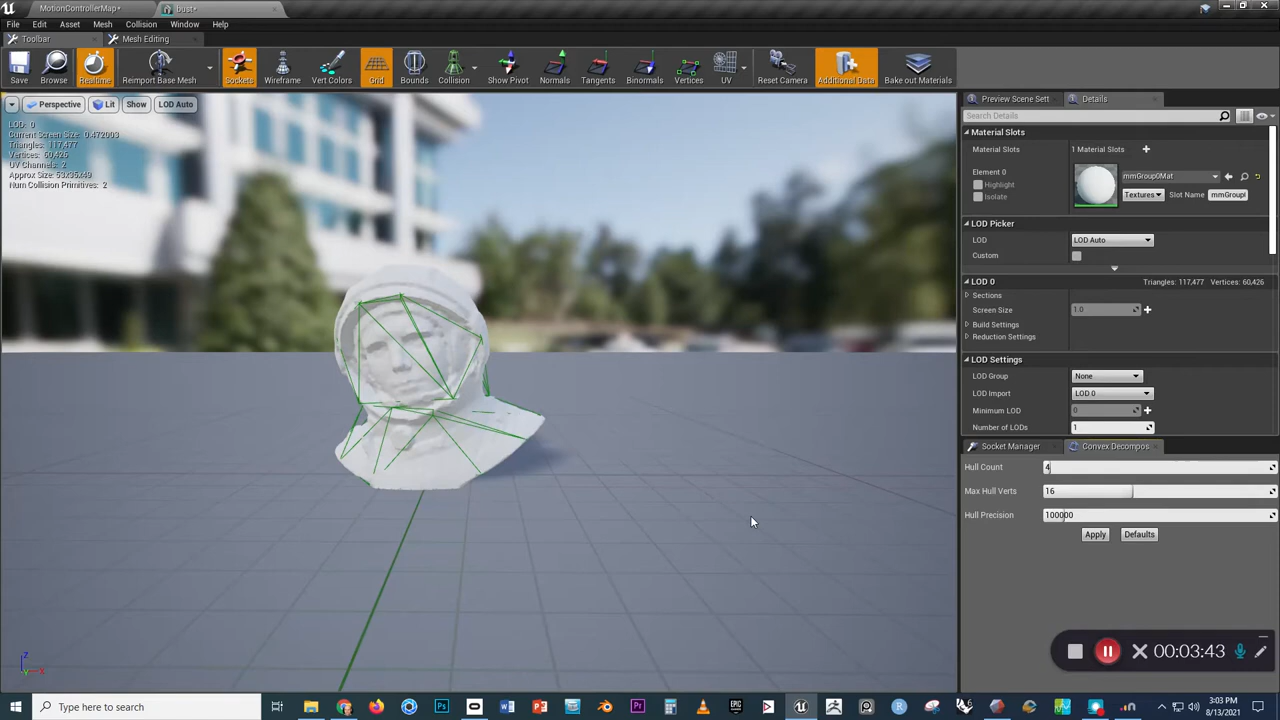 MotionControllerMap*
bust*
File Edit Asset Mesh Collision Window Help
Toolbar
Mesh Editing
Save Browse Realtime Reimport Base Mesh Sockets Wireframe Vert Colors Grid Bounds Collision Show Pivot Normals Tangents Binormals Vertices UV Reset Camera Additional Data Bake out Materials
Perspective Lit Show LOD Auto
LOD: 0
Current Screen Size: 0.472003
Triangles: 117,477
Vertices: 60,426
UV Channels: 2
Approx Size: 53x35x49
Num Collision Primitives: 2
Z
X
Preview Scene Sett Details
Search Details
Material Slots
Material Slots 1 Material Slots
Element 0
Highlight
Isolate
mmGroup0Mat
Textures Slot Name mmGroup
LOD Picker
LOD LOD Auto
Custom
LOD 0 Triangles: 117,477 Vertices: 60,426
Sections
Screen Size 1.0
Build Settings
Reduction Settings
LOD Settings
LOD Group None
LOD Import LOD 0
Minimum LOD 0
Number of LODs 1
Socket Manager Convex Decompos
Hull Count 4
Max Hull Verts 16
Hull Precision 100000
Apply Defaults
00:03:43
Type here to search
3:03 PM
8/13/2021